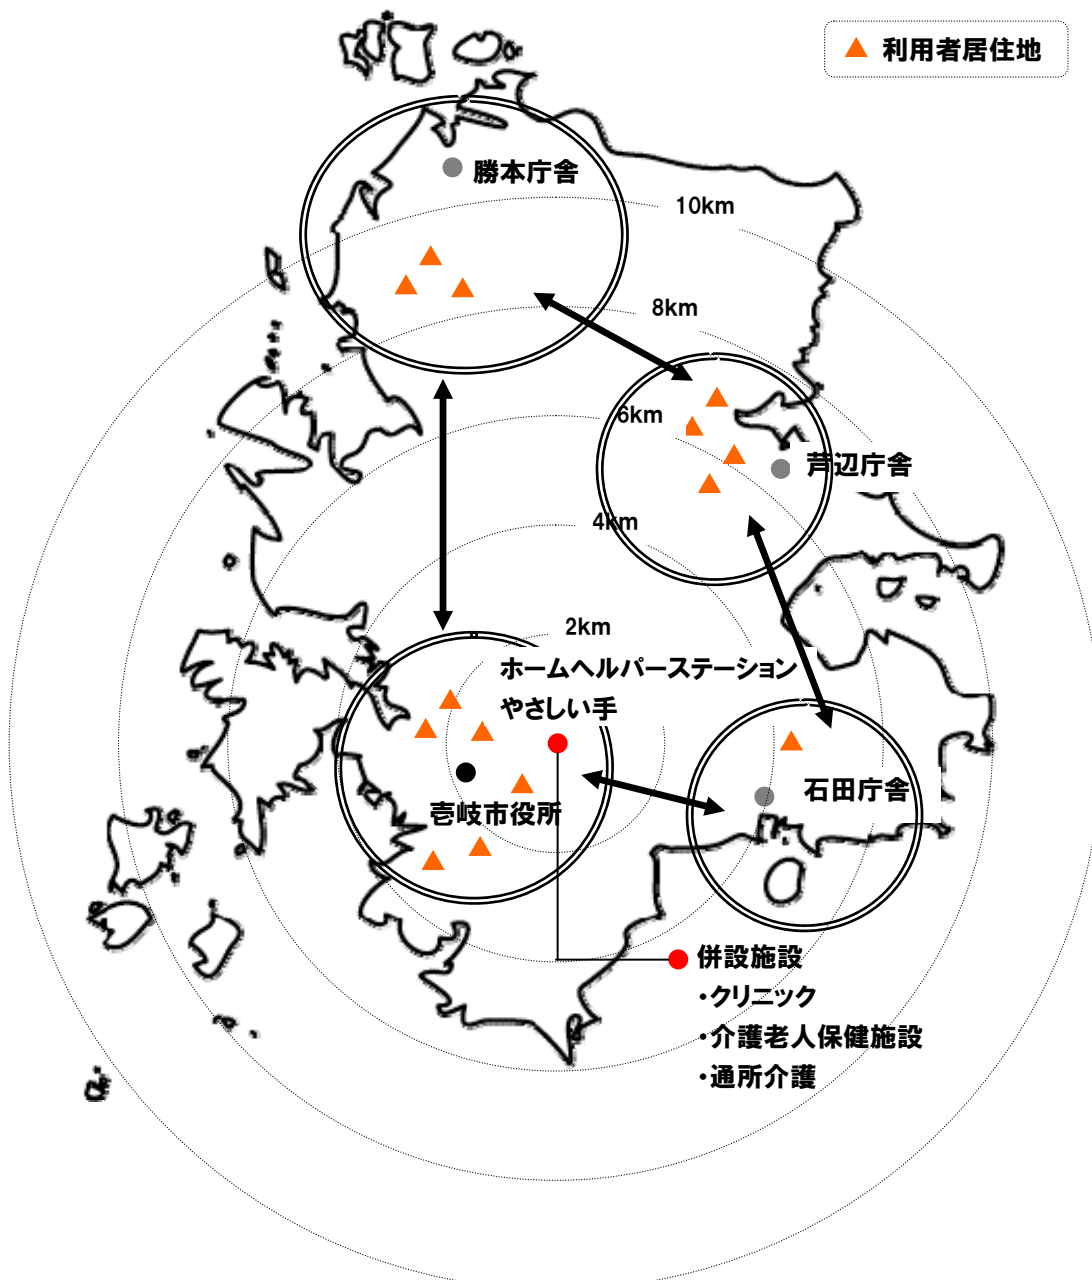 利用者居住地
勝本庁舎
10km
8km
6km
芦辺庁舎
4km
2km
ホームヘルパーステーション
やさしい手
石田庁舎
壱岐市役所
併設施設
・クリニック
・介護老人保健施設
・通所介護